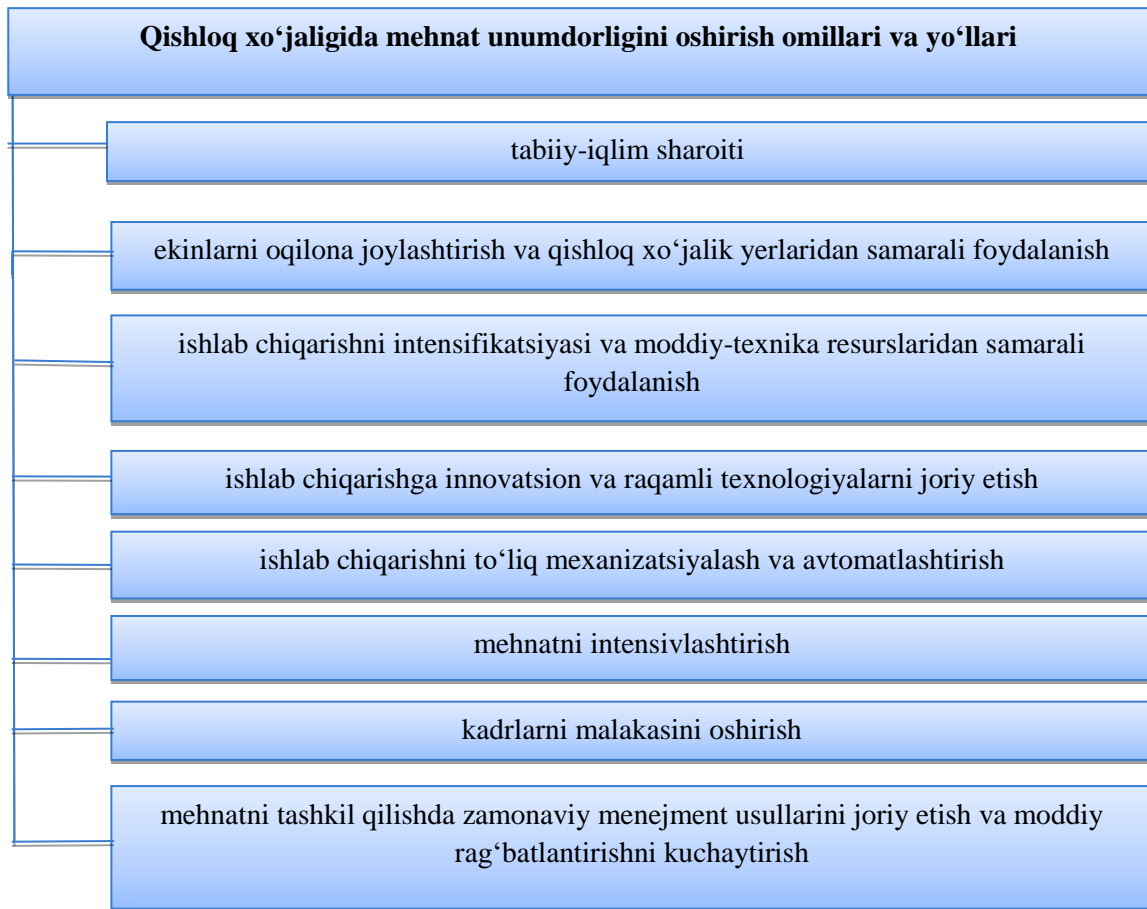 Qishloq xo‘jaligida mehnat unumdorligini oshirish omillari va yo‘llari
tabiiy-iqlim sharoiti
ekinlarni oqilona joylashtirish va qishloq xo‘jalik yerlaridan samarali foydalanish
ishlab chiqarishni intensifikatsiyasi va moddiy-texnika resurslaridan samarali
foydalanish
ishlab chiqarishga innovatsion va raqamli texnologiyalarni joriy etish
ishlab chiqarishni to‘liq mexanizatsiyalash va avtomatlashtirish
mehnatni intensivlashtirish
kadrlarni malakasini oshirish
mehnatni tashkil qilishda zamonaviy menejment usullarini joriy etish va moddiy
rag‘batlantirishni kuchaytirish